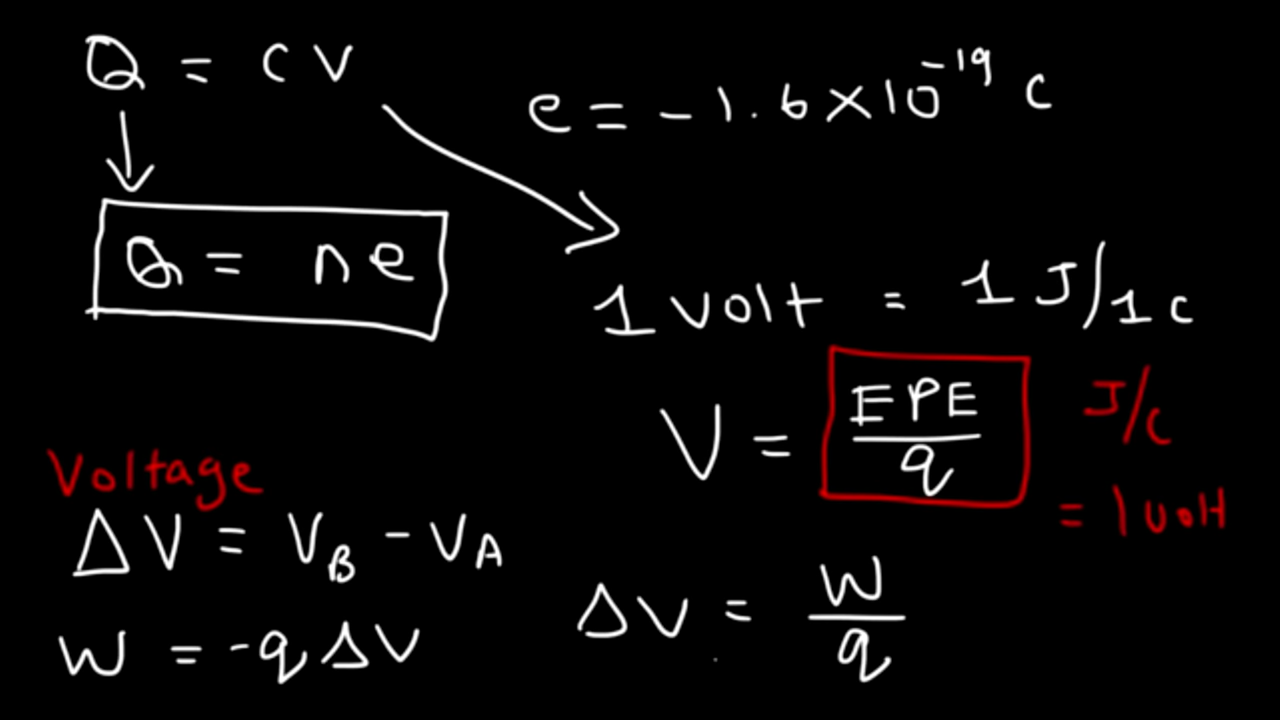 Q = CV
e = -1.6×10⁻¹⁹ C
Q = ne
1 volt = 1 J/1 C
V = EPE/q
J/C
= 1 volt
Voltage
ΔV = V_B - V_A
ΔV = W/q
W = -qΔV